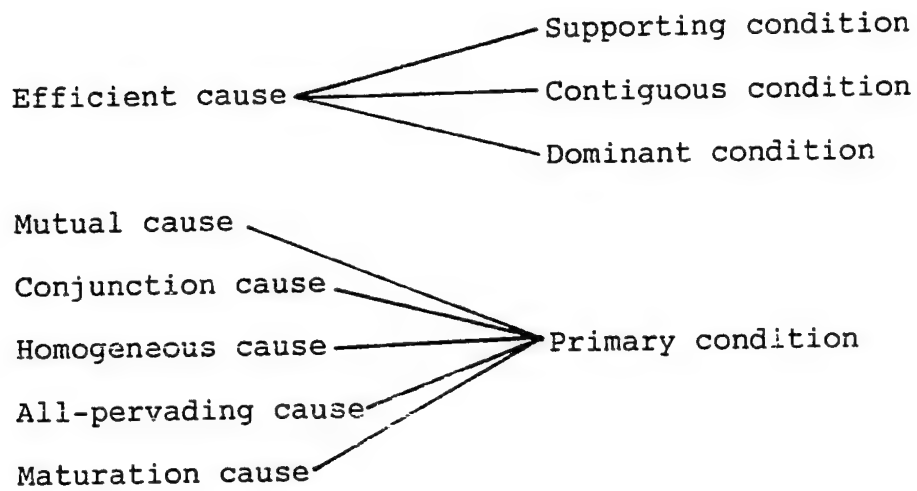 Supporting condition
Efficient cause
Contiguous condition
Dominant condition
Mutual cause
Conjunction cause
Homogeneous cause
Primary condition
All-pervading cause
Maturation cause